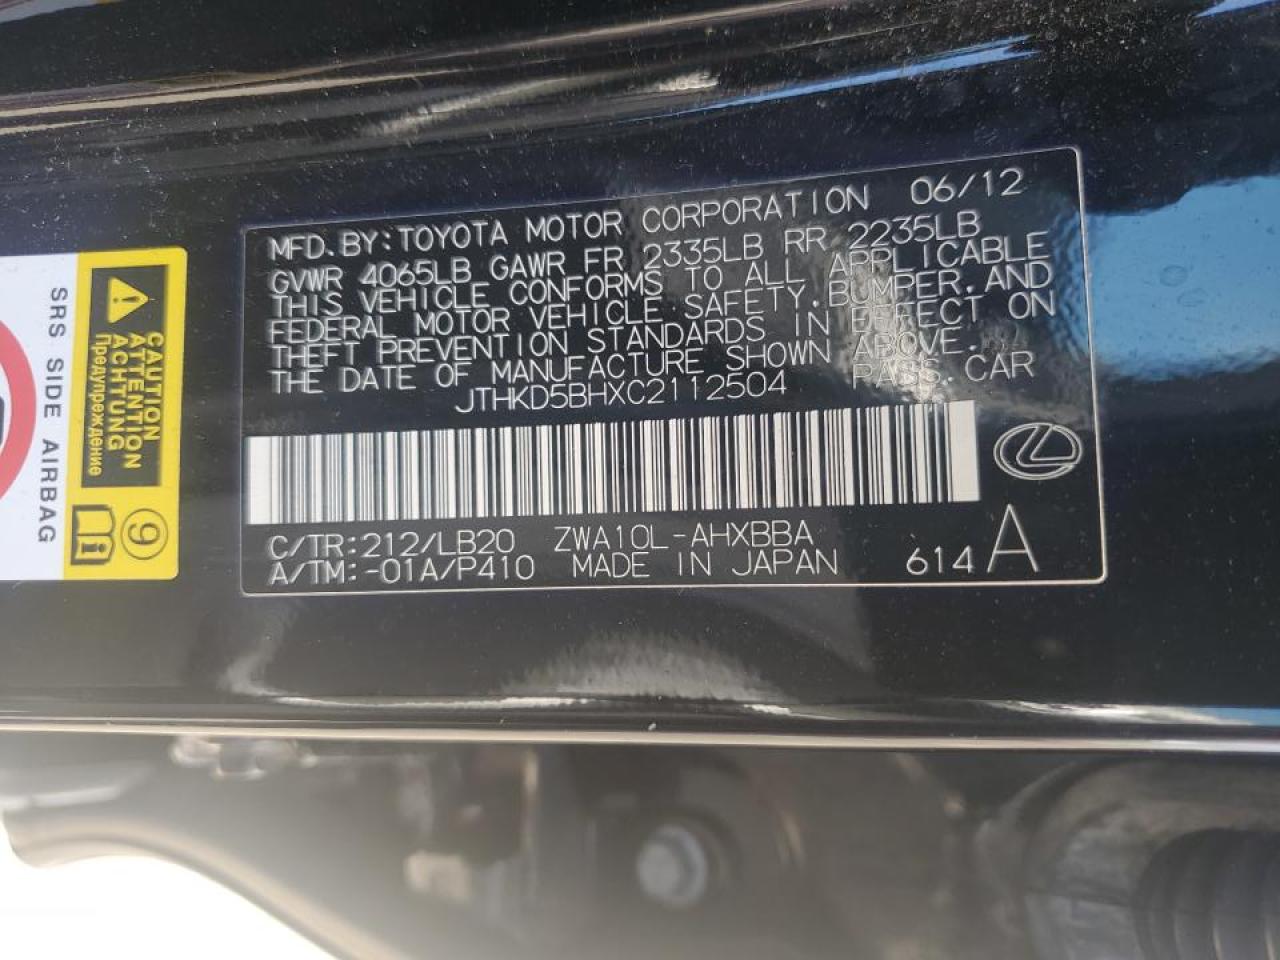 MFD.BY:TOYOTA MOTOR CORPORATION 06/12
GVWR 4065LB GAWR FR 2335LB RR 2235LB
THIS VEHICLE CONFORMS TO ALL APPLICABLE
FEDERAL MOTOR VEHICLE SAFETY,BUMPER,AND
THEFT PREVENTION STANDARDS IN EFFECT ON
THE DATE OF MANUFACTURE SHOWN ABOVE.
JTHKD5BHXC2112504 PASS.CAR
C/TR:212/LB20 ZWA10L-AHXBBA
A/TM:-01A/P410 MADE IN JAPAN 614 A
CAUTION
ATTENTION
ACHTUNG
Предупреждение
SRS SIDE AIRBAG
9